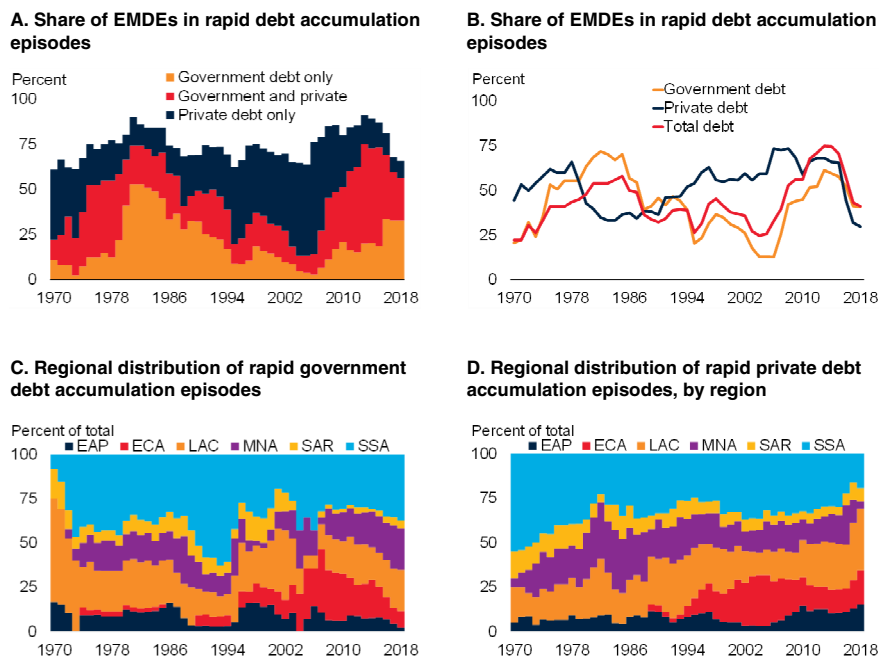 A. Share of EMDEs in rapid debt accumulation
episodes
Percent
Government debt only
Government and private
Private debt only
100
75
50
25
0
1970 1978 1986 1994 2002 2010 2018
B. Share of EMDEs in rapid debt accumulation
episodes
Percent
Government debt
Private debt
Total debt
100
75
50
25
0
1970 1978 1986 1994 2002 2010 2018
C. Regional distribution of rapid government
debt accumulation episodes
Percent of total
EAP ECA LAC MNA SAR SSA
100
75
50
25
0
1970 1978 1986 1994 2002 2010 2018
D. Regional distribution of rapid private debt
accumulation episodes, by region
Percent of total
EAP ECA LAC MNA SAR SSA
100
75
50
25
0
1970 1978 1986 1994 2002 2010 2018